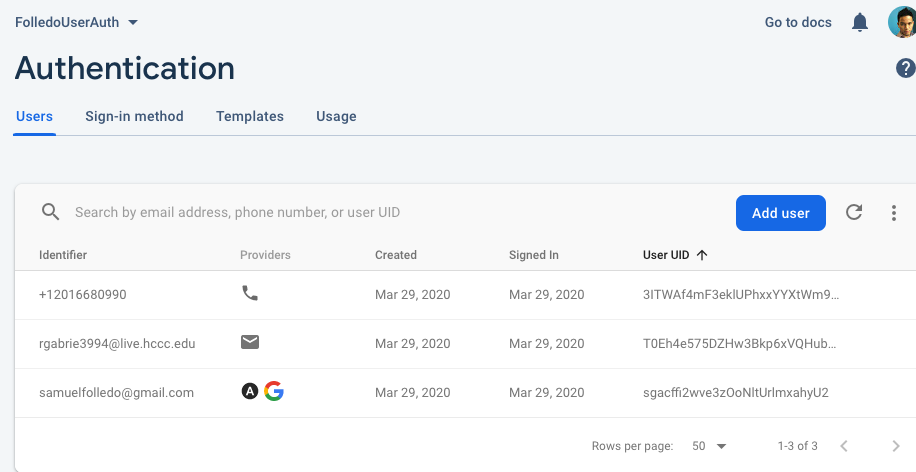 FolledoUserAuth Go to docs
Authentication
Users Sign-in method Templates Usage
Search by email address, phone number, or user UID Add user
Identifier Providers Created Signed In User UID
+12016680990 Mar 29, 2020 Mar 29, 2020 3ITWAf4mF3eklUPhxxYYXtWm9...
rgabrie3994@live.hccc.edu Mar 29, 2020 Mar 29, 2020 T0Eh4e575DZHw3Bkp6xVQHub...
samuelfolledo@gmail.com A G Mar 29, 2020 Mar 29, 2020 sgacffi2wve3zOoNltUrlmxahyU2
Rows per page: 50 1-3 of 3